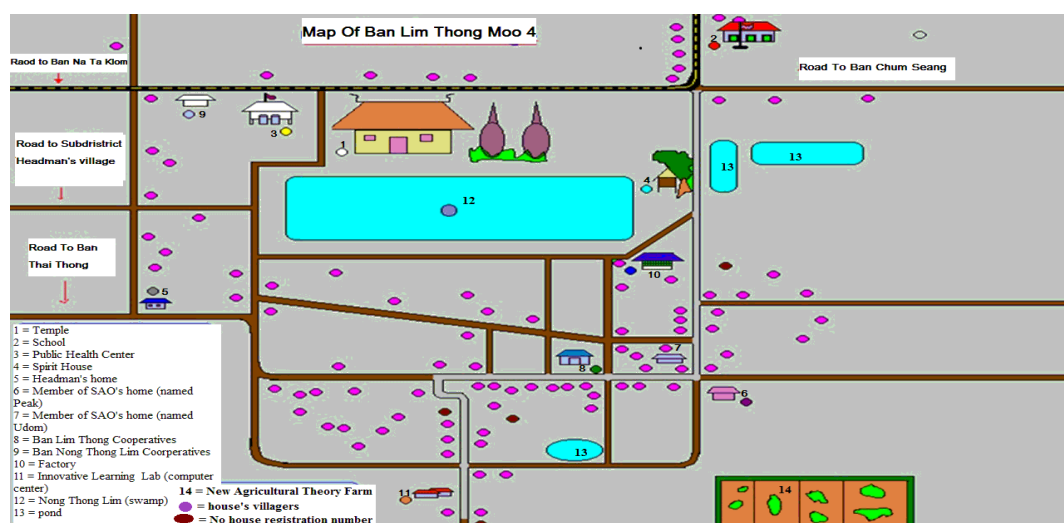 Map Of Ban Lim Thong Moo 4
2
Raod to Ban Na Ta Klom
Road To Ban Chum Seang
9
3
1
Road to Subdristrict
Headman's village
13
13
4
12
Road To Ban
Thai Thong
10
5
7
8
6
1 = Temple
2 = School
3 = Public Health Center
4 = Spirit House
5 = Headman's home
6 = Member of SAO's home (named
Peak)
7 = Member of SAO's home (named
Udom)
8 = Ban Lim Thong Cooperatives
9 = Ban Nong Thong Lim Coorperatives
10 = Factory
11 = Innovative Learning Lab (computer
center)
12 = Nong Thong Lim (swamp)
13 = pond
13
11
14
14 = New Agricultural Theory Farm
= house's villagers
= No house registration number